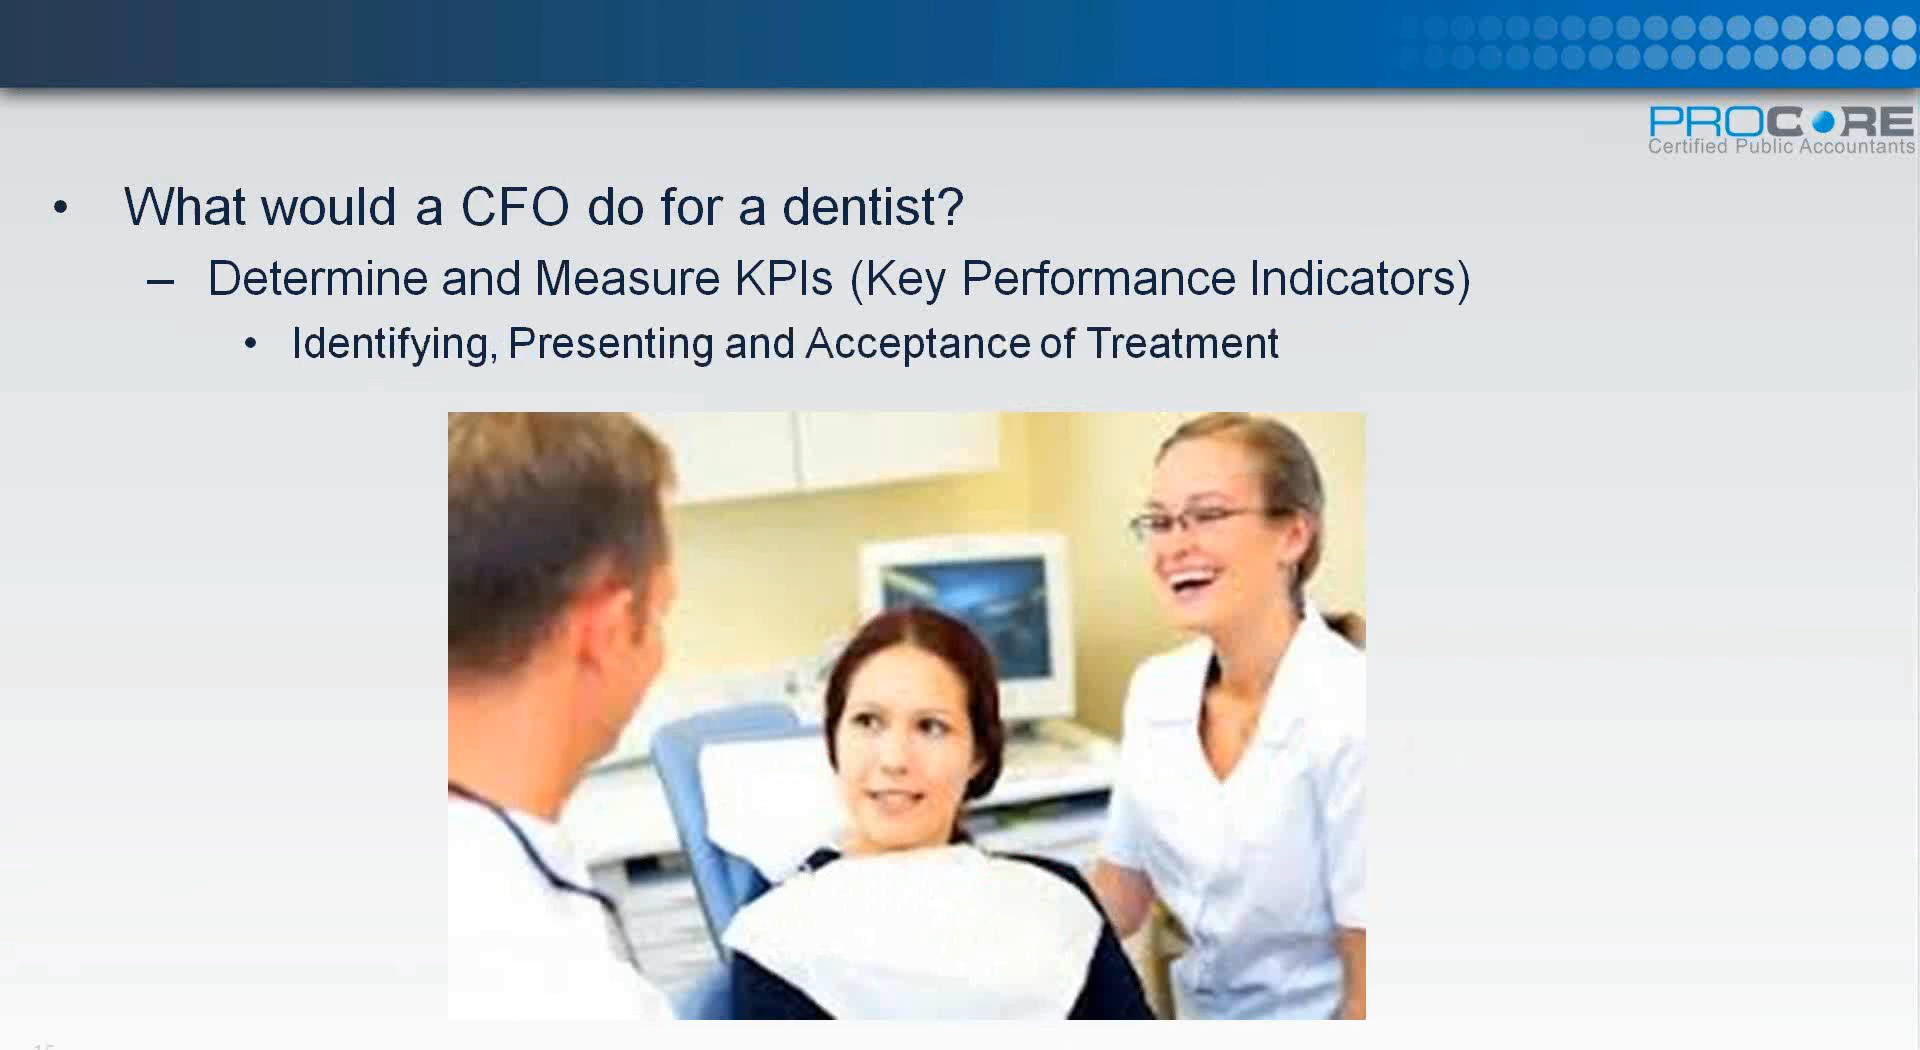 PROCORE
Certified Public Accountants
• What would a CFO do for a dentist?
– Determine and Measure KPIs (Key Performance Indicators)
• Identifying, Presenting and Acceptance of Treatment